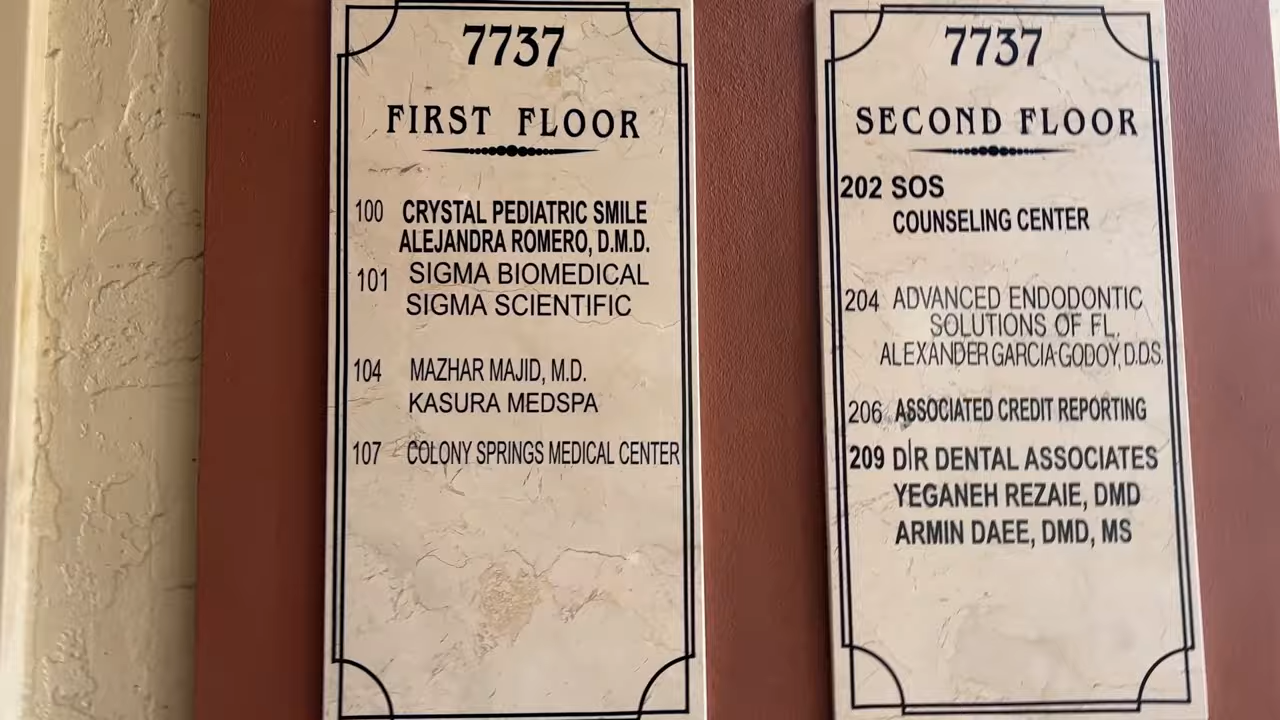 7737
FIRST FLOOR
100 CRYSTAL PEDIATRIC SMILE
ALEJANDRA ROMERO, D.M.D.
101 SIGMA BIOMEDICAL
SIGMA SCIENTIFIC
104 MAZHAR MAJID, M.D.
KASURA MEDSPA
107 COLONY SPRINGS MEDICAL CENTER
7737
SECOND FLOOR
202 SOS
COUNSELING CENTER
204 ADVANCED ENDODONTIC
SOLUTIONS OF FL.
ALEXANDER GARCIA-GODOY, D.D.S.
206 ASSOCIATED CREDIT REPORTING
209 DIR DENTAL ASSOCIATES
YEGANEH REZAIE, DMD
ARMIN DAEE, DMD, MS